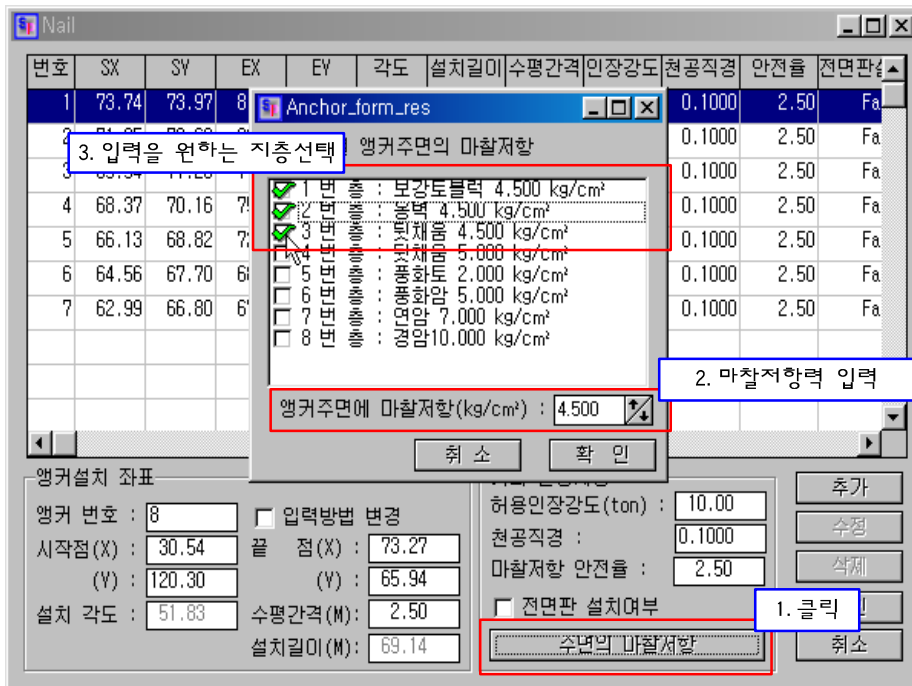 Nail
번호 SX SY EX EY 각도 설치길이 수평간격 인장강도 천공직경 안전율 전면판설
1 73.74 73.97 8 0.1000 2.50 Fa
Anchor_form_res
2 0.1000 2.50 Fa
3. 입력을 원하는 지층선택
앵커주면의 마찰저항
3 0.1000 2.50 Fa
1 번 층 : 보강토블럭 4.500 kg/cm²
2 번 층 : 옹벽 4.500 kg/cm²
3 번 층 : 뒷채움 4.500 kg/cm²
4 번 층 : 뒷채움 5.000 kg/cm²
5 번 층 : 풍화토 2.000 kg/cm²
6 번 층 : 풍화암 5.000 kg/cm²
7 번 층 : 연암 7.000 kg/cm²
8 번 층 : 경암10.000 kg/cm²
4 68.37 70.16 0.1000 2.50 Fa
5 66.13 68.82 0.1000 2.50 Fa
6 64.56 67.70 0.1000 2.50 Fa
7 62.99 66.80 0.1000 2.50 Fa
2. 마찰저항력 입력
앵커주면에 마찰저항(kg/cm²) : 4.500
취 소 확 인
앵커설치 좌표
앵커 번호 : 8
입력방법 변경
시작점(X) : 30.54
끝 점(X) : 73.27
(Y) : 120.30
(Y) : 65.94
설치 각도 : 51.83
수평간격(M): 2.50
설치길이(M): 69.14
허용인장강도(ton) : 10.00
천공직경 : 0.1000
마찰저항 안전율 : 2.50
전면판 설치여부
주면의 마찰저항
추가
수정
삭제
1. 클릭
취소